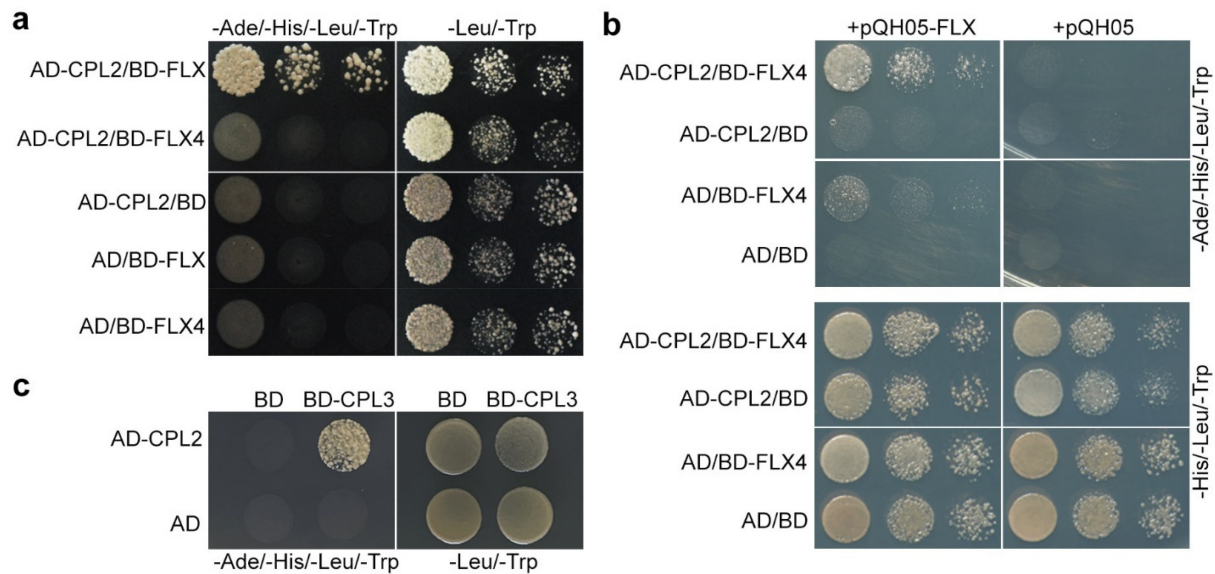 a
-Ade/-His/-Leu/-Trp -Leu/-Trp
AD-CPL2/BD-FLX
AD-CPL2/BD-FLX4
AD-CPL2/BD
AD/BD-FLX
AD/BD-FLX4
b
+pQH05-FLX +pQH05
AD-CPL2/BD-FLX4
AD-CPL2/BD
AD/BD-FLX4
AD/BD
-Ade/-His/-Leu/-Trp
AD-CPL2/BD-FLX4
AD-CPL2/BD
AD/BD-FLX4
AD/BD
-His/-Leu/-Trp
c
BD BD-CPL3 BD BD-CPL3
AD-CPL2
AD
-Ade/-His/-Leu/-Trp -Leu/-Trp